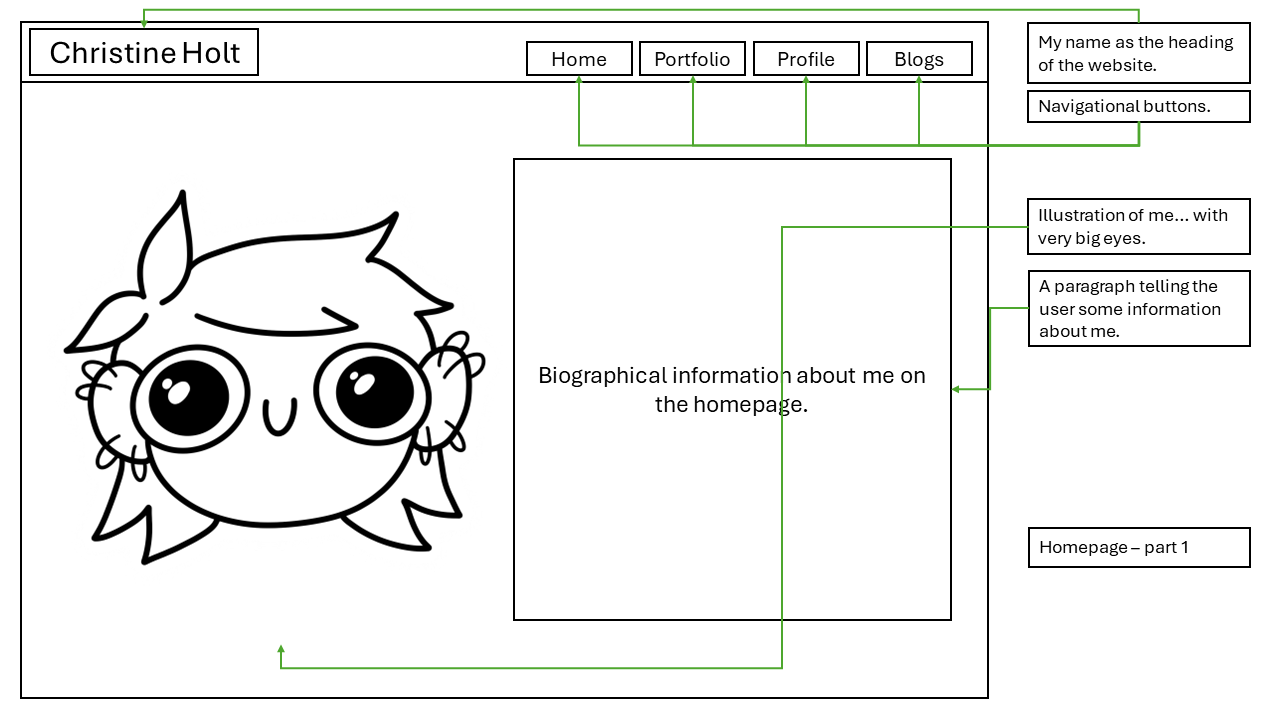 Christine Holt
Home
Portfolio
Profile
Blogs
My name as the heading
of the website.
Navigational buttons.
Illustration of me... with
very big eyes.
A paragraph telling the
user some information
about me.
Biographical information about me on
the homepage.
Homepage – part 1